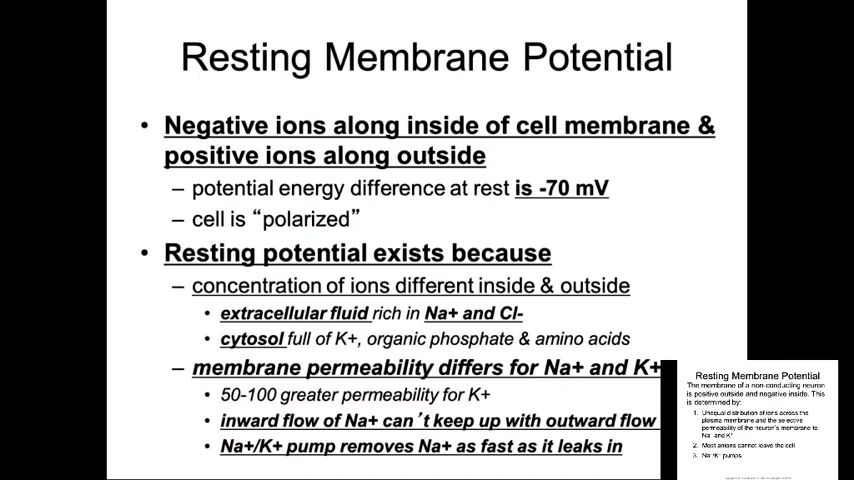 Resting Membrane Potential
• Negative ions along inside of cell membrane &
positive ions along outside
– potential energy difference at rest is -70 mV
– cell is “polarized”
• Resting potential exists because
– concentration of ions different inside & outside
• extracellular fluid rich in Na+ and Cl-
• cytosol full of K+, organic phosphate & amino acids
– membrane permeability differs for Na+ and K+
• 50-100 greater permeability for K+
• inward flow of Na+ can’t keep up with outward flow
• Na+/K+ pump removes Na+ as fast as it leaks in
Resting Membrane Potential
The membrane of a non-conducting neuron
is positive outside and negative inside. This
is determined by:
1. Unequal distribution of ions across the
plasma membrane and the selective
permeability of the neuron's membrane to
Na+ and K+
2. Most anions cannot leave the cell
3. Na+/K+ pumps